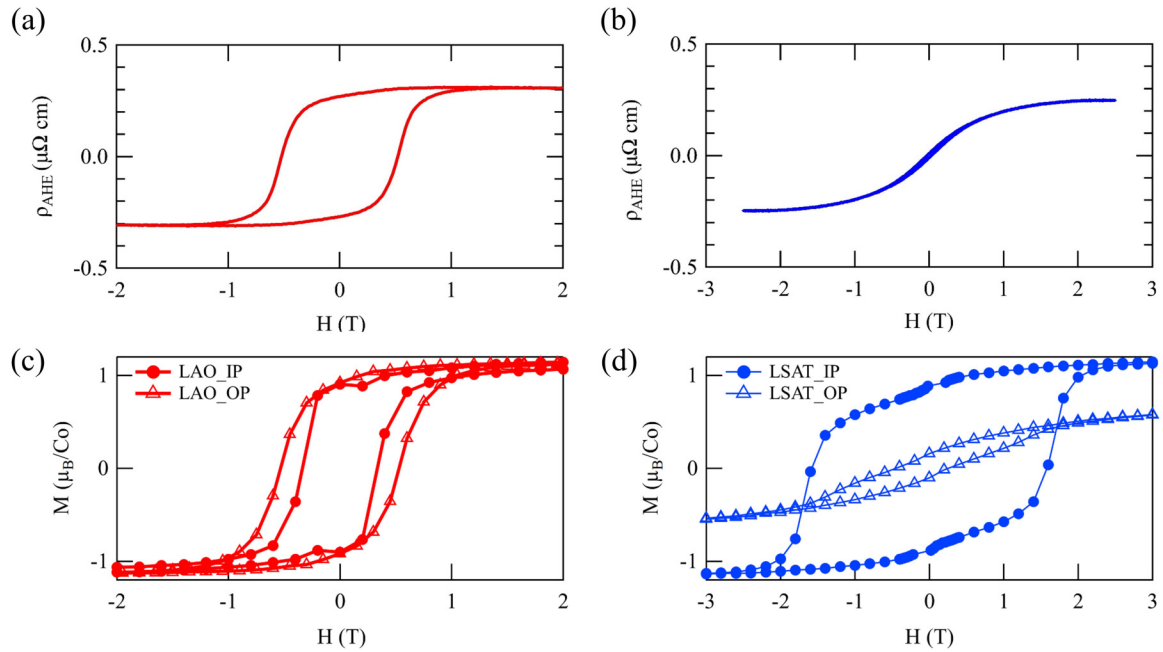 (a)
0.5
0.0
-0.5
ρAHE (μΩ cm)
-2
-1
0
1
2
H (T)
(b)
0.5
0.0
-0.5
ρAHE (μΩ cm)
-3
-2
-1
0
1
2
3
H (T)
(c)
LAO_IP
LAO_OP
1
0
-1
M (μB/Co)
-2
-1
0
1
2
H (T)
(d)
LSAT_IP
LSAT_OP
1
0
-1
M (μB/Co)
-3
-2
-1
0
1
2
3
H (T)